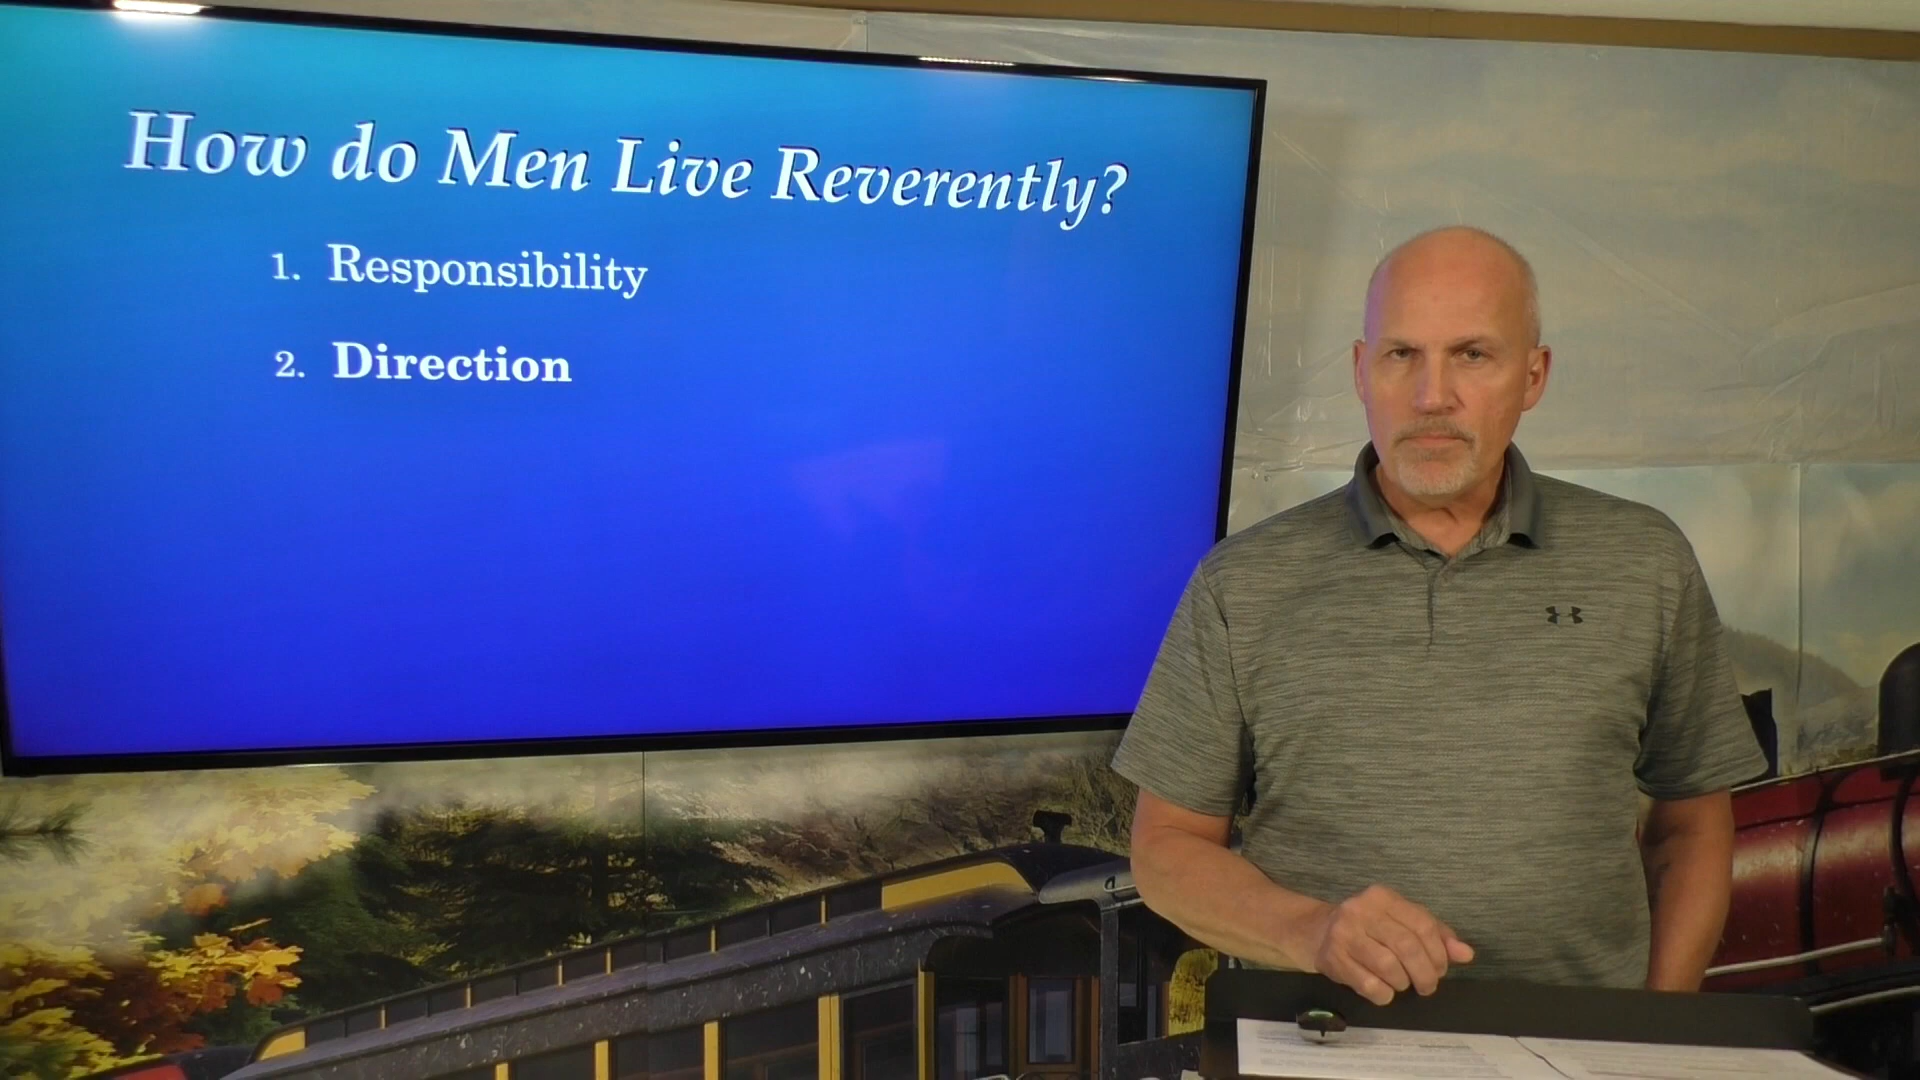 How do Men Live Reverently?
1. Responsibility
2. Direction